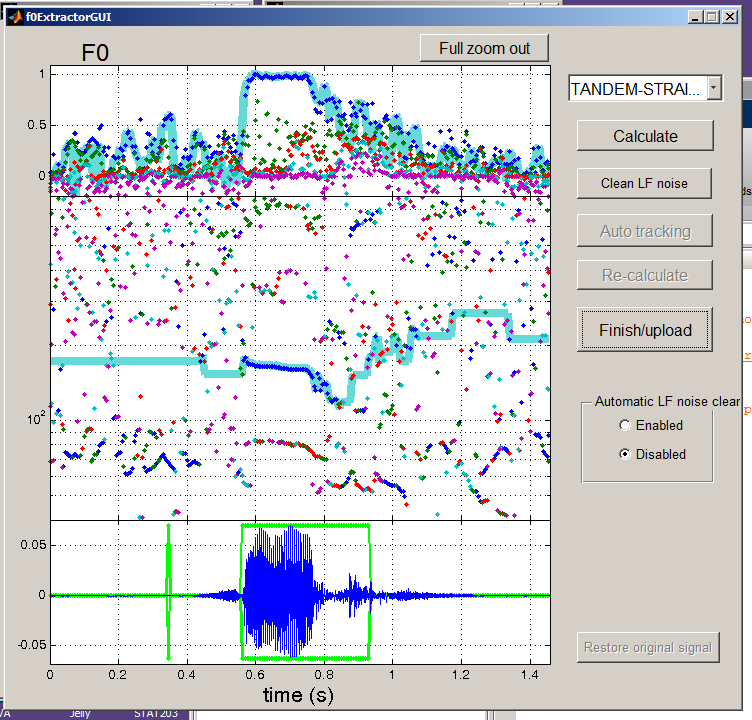 f0ExtractorGUI
F0
Full zoom out
1
0.5
0
TANDEM-STRAI...
Calculate
Clean LF noise
Auto tracking
Re-calculate
Finish/upload
10²
Automatic LF noise clear
Enabled
Disabled
0.05
0
-0.05
0 0.2 0.4 0.6 0.8 1 1.2 1.4
time (s)
Restore original signal
Jelly STAT203